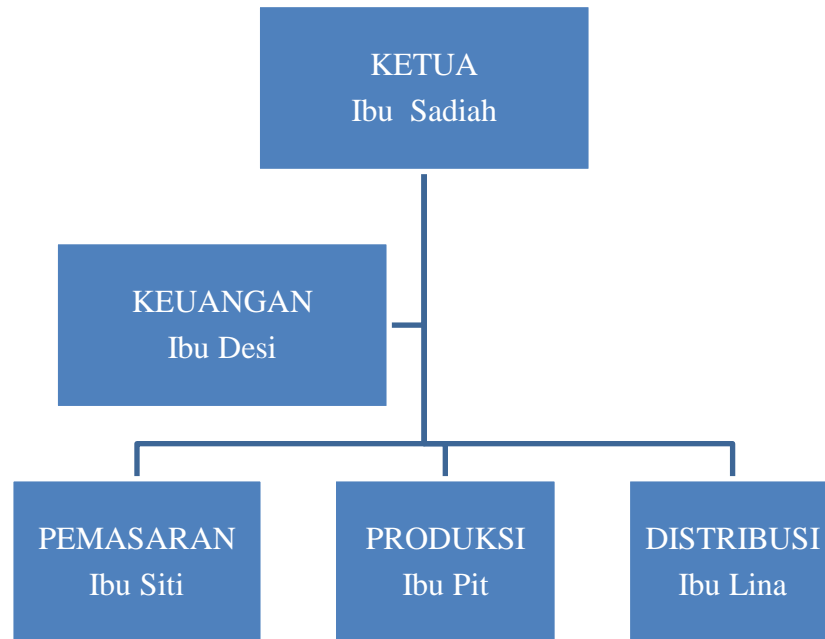 KETUA
Ibu Sadiah
KEUANGAN
Ibu Desi
PEMASARAN
Ibu Siti
PRODUKSI
Ibu Pit
DISTRIBUSI
Ibu Lina